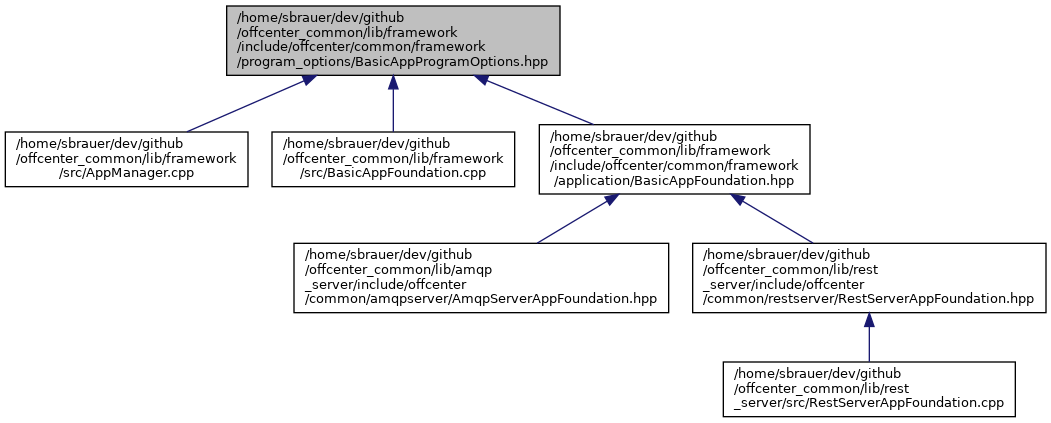 /home/sbrauer/dev/github
/offcenter_common/lib/framework
/include/offcenter/common/framework
/program_options/BasicAppProgramOptions.hpp
/home/sbrauer/dev/github
/offcenter_common/lib/framework
/src/AppManager.cpp
/home/sbrauer/dev/github
/offcenter_common/lib/framework
/src/BasicAppFoundation.cpp
/home/sbrauer/dev/github
/offcenter_common/lib/framework
/include/offcenter/common/framework
/application/BasicAppFoundation.hpp
/home/sbrauer/dev/github
/offcenter_common/lib/amqp
_server/include/offcenter
/common/amqpserver/AmqpServerAppFoundation.hpp
/home/sbrauer/dev/github
/offcenter_common/lib/rest
_server/include/offcenter
/common/restserver/RestServerAppFoundation.hpp
/home/sbrauer/dev/github
/offcenter_common/lib/rest
_server/src/RestServerAppFoundation.cpp